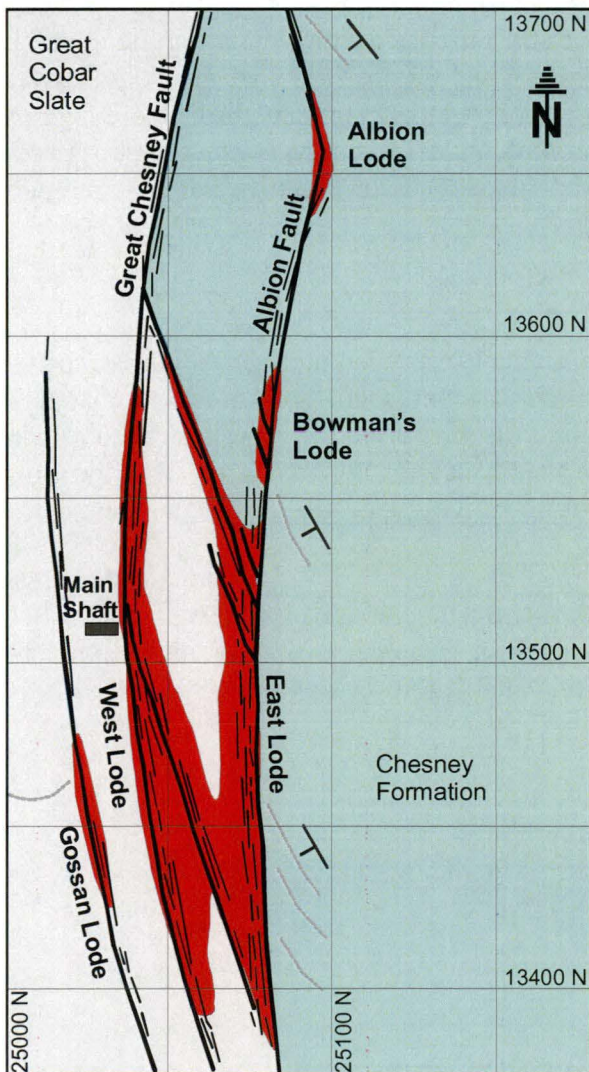 13700 N
Great
Cobar
Slate
N
Great Chesney Fault
Albion
Lode
Albion Fault
13600 N
Bowman's
Lode
Main
Shaft
13500 N
West Lode
East Lode
Chesney
Formation
Gossan Lode
13400 N
25000 N
25100 N